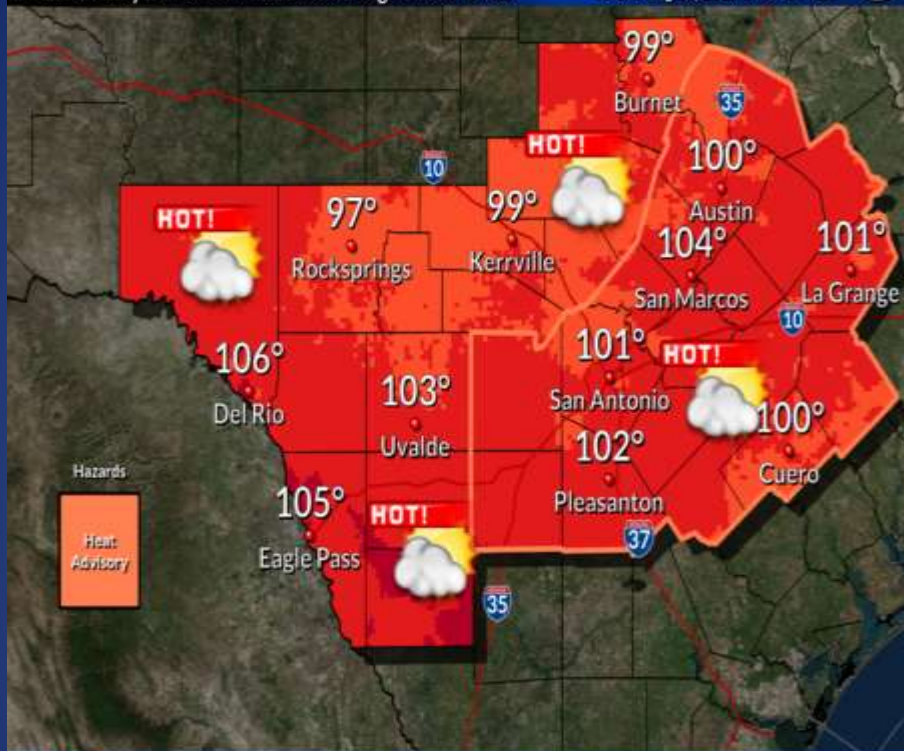 99°
Burnet
35
HOT!
10
100°
Austin
HOT!
97°
Rocksprings
99°
Kerrville
104°
San Marcos
101°
La Grange
10
106°
Del Rio
103°
Uvalde
101°
San Antonio
HOT!
100°
Cuero
102°
Pleasanton
Hazards
Heat
Advisory
105°
Eagle Pass
HOT!
37
35